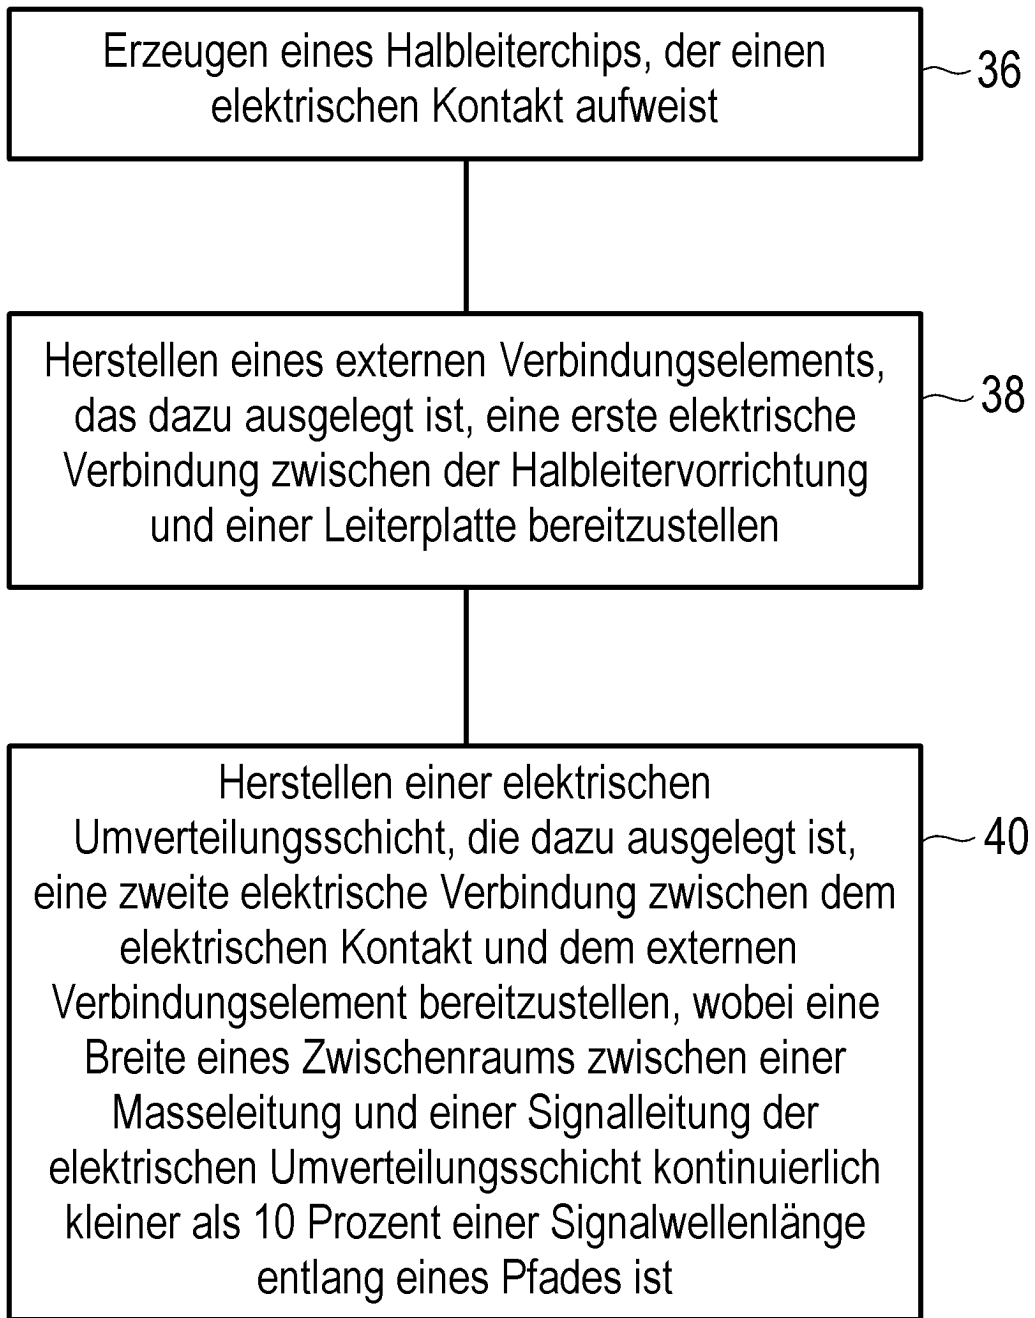 Erzeugen eines Halbleiterchips, der einen
elektrischen Kontakt aufweist
36
Herstellen eines externen Verbindungselements,
das dazu ausgelegt ist, eine erste elektrische
Verbindung zwischen der Halbleitervorrichtung
und einer Leiterplatte bereitzustellen
38
Herstellen einer elektrischen
Umverteilungsschicht, die dazu ausgelegt ist,
eine zweite elektrische Verbindung zwischen dem
elektrischen Kontakt und dem externen
Verbindungselement bereitzustellen, wobei eine
Breite eines Zwischenraums zwischen einer
Masseleitung und einer Signalleitung der
elektrischen Umverteilungsschicht kontinuierlich
kleiner als 10 Prozent einer Signalwellenlänge
entlang eines Pfades ist
40